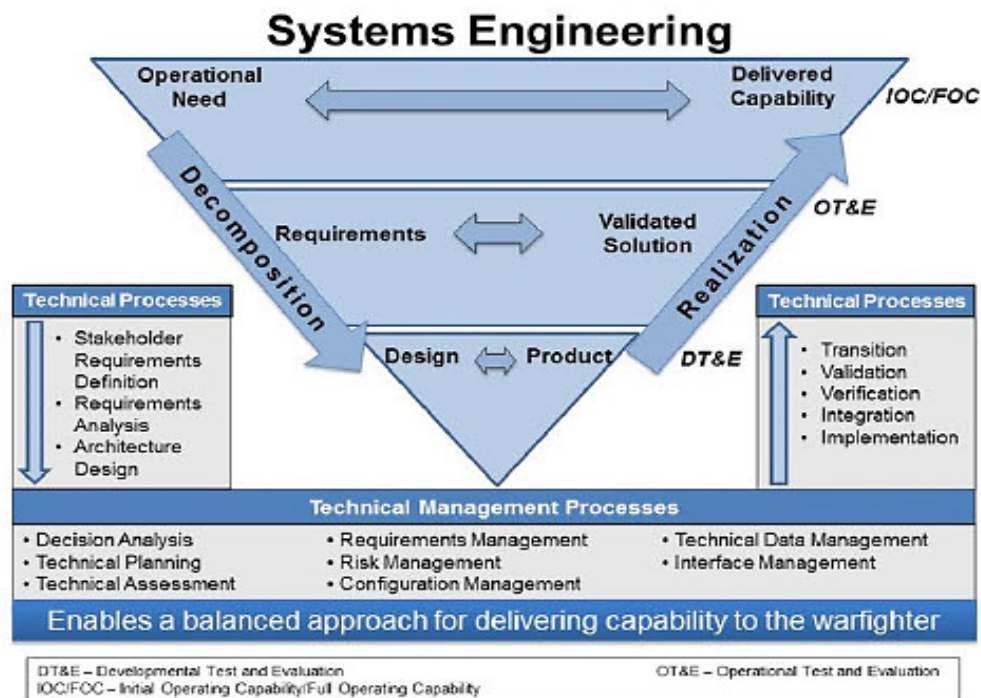 Systems Engineering
Operational
Need
Delivered
Capability
IOC/FOC
Decomposition
Requirements
Validated
Solution
Realization
OT&E
Design
Product
DT&E
Technical Processes
• Stakeholder
Requirements
Definition
• Requirements
Analysis
• Architecture
Design
Technical Processes
• Transition
• Validation
• Verification
• Integration
• Implementation
Technical Management Processes
• Decision Analysis
• Technical Planning
• Technical Assessment
• Requirements Management
• Risk Management
• Configuration Management
• Technical Data Management
• Interface Management
Enables a balanced approach for delivering capability to the warfighter
DT&E – Developmental Test and Evaluation
IOC/FOC – Initial Operating Capability/Full Operating Capability
OT&E – Operational Test and Evaluation